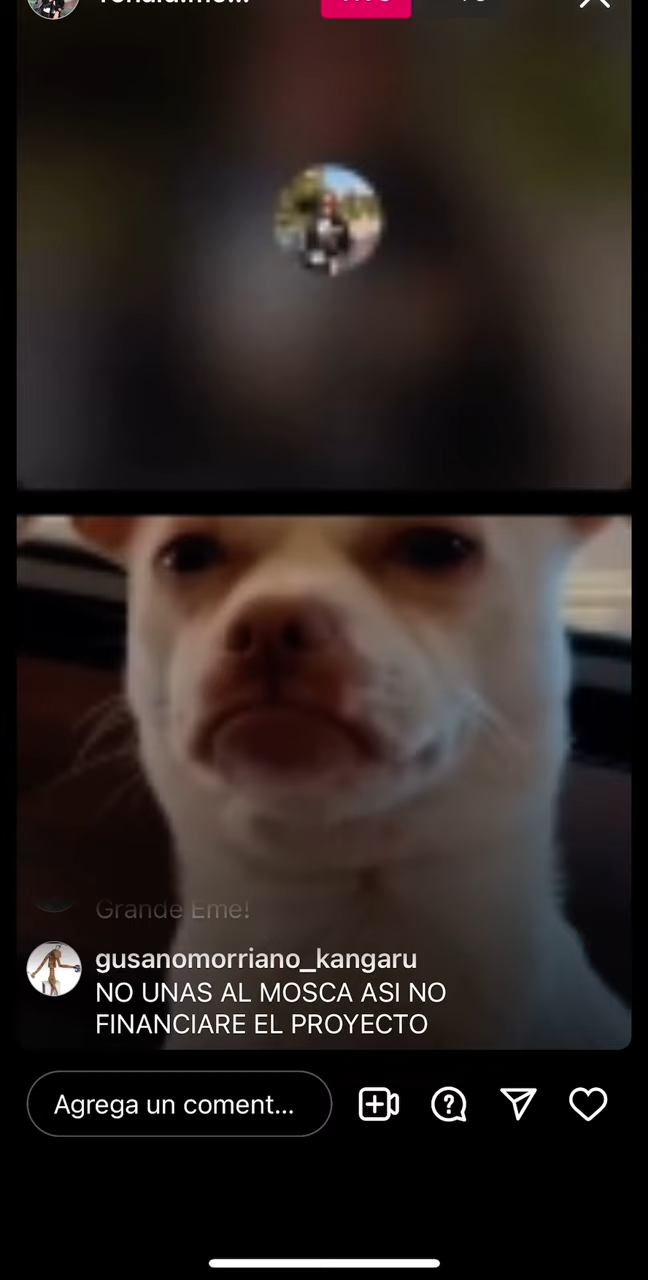 Grande Eme!
gusanomorriano_kangaru
NO UNAS AL MOSCA ASI NO
FINANCIARE EL PROYECTO
Agrega un coment...